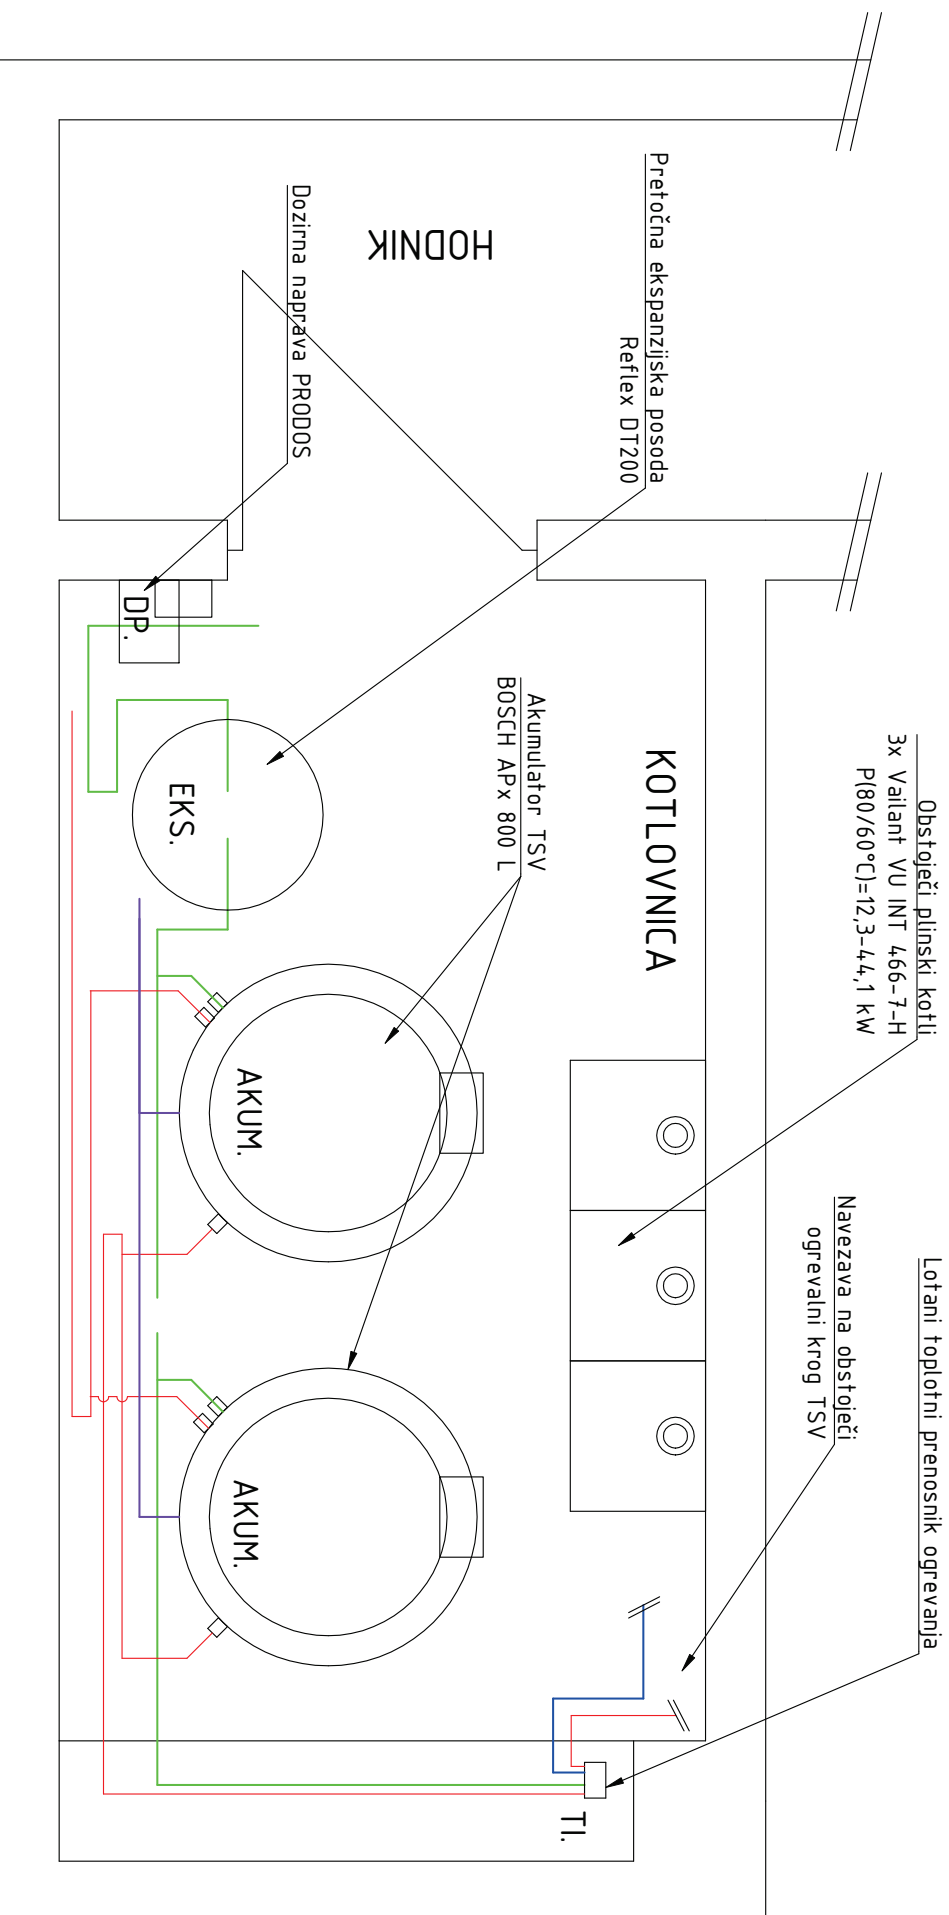 HODNIK
Pretočna ekspanzijska posoda
Reflex DT200
Dozirna naprava PRODOS
DP.
EKS.
Akumulator TSV
BOSCH APx 800 L
KOTLOVNICA
Obstoječi plinski kotli
3x Vailant VU INT 466-7-H
P(80/60°C)=12,3-44,1 kW
AKUM.
AKUM.
Navezava na obstoječi
ogrevalni krog TSV
Lotani toplotni prenosnik ogrevanja
T.I.